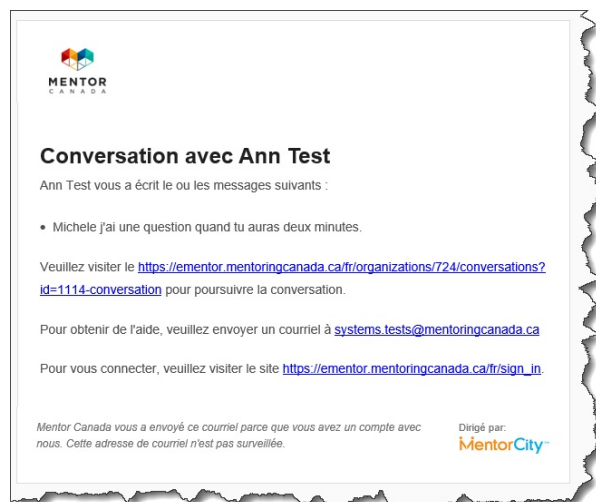 MENTOR
CANADA
Conversation avec Ann Test
Ann Test vous a écrit le ou les messages suivants :
• Michele j'ai une question quand tu auras deux minutes.
Veuillez visiter le https://ementor.mentoringcanada.ca/fr/organizations/724/conversations?
id=1114-conversation pour poursuivre la conversation.
Pour obtenir de l'aide, veuillez envoyer un courriel à systems.tests@mentoringcanada.ca
Pour vous connecter, veuillez visiter le site https://ementor.mentoringcanada.ca/fr/sign_in.
Mentor Canada vous a envoyé ce courriel parce que vous avez un compte avec
nous. Cette adresse de courriel n'est pas surveillée.
Dirigé par:
MentorCity